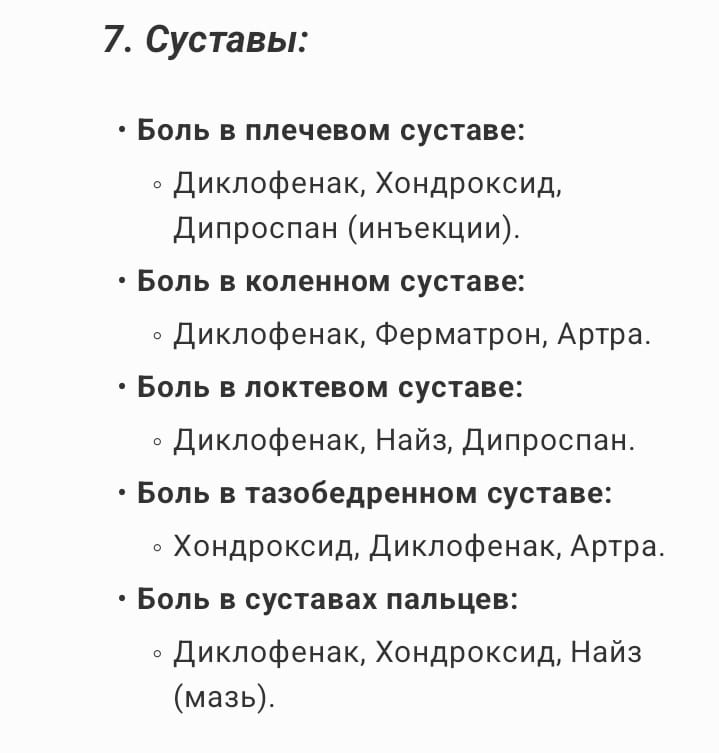 7. Суставы:
• Боль в плечевом суставе:
◦ Диклофенак, Хондроксид,
Дипроспан (инъекции).
• Боль в коленном суставе:
◦ Диклофенак, Ферматрон, Артра.
• Боль в локтевом суставе:
◦ Диклофенак, Найз, Дипроспан.
• Боль в тазобедренном суставе:
◦ Хондроксид, Диклофенак, Артра.
• Боль в суставах пальцев:
◦ Диклофенак, Хондроксид, Найз
(мазь).